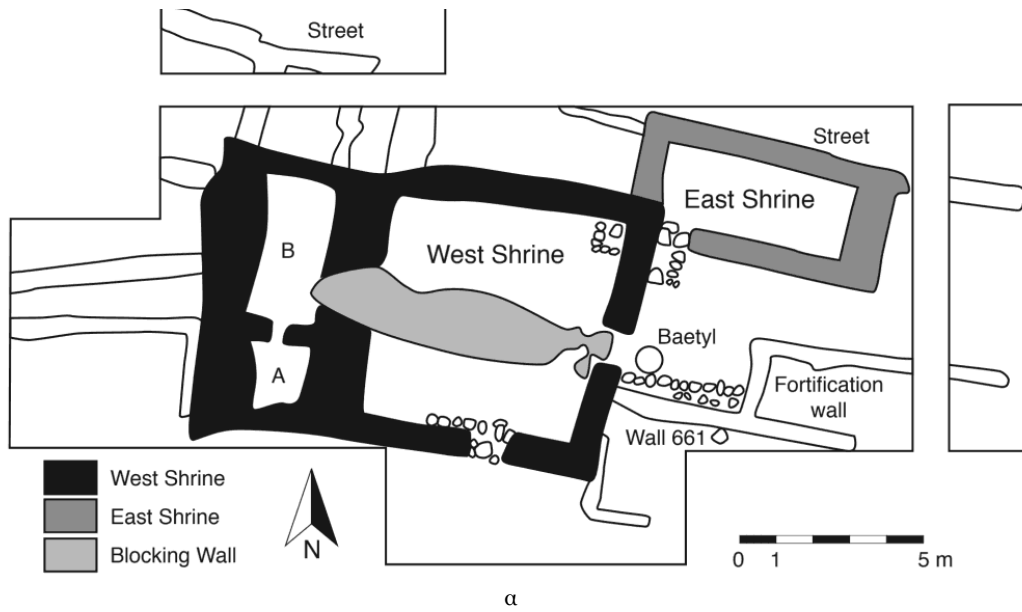 Street
Street
East Shrine
B
West Shrine
Baetyl
A
Fortification
wall
Wall 661
West Shrine
East Shrine
Blocking Wall
N
0 1 5 m
α